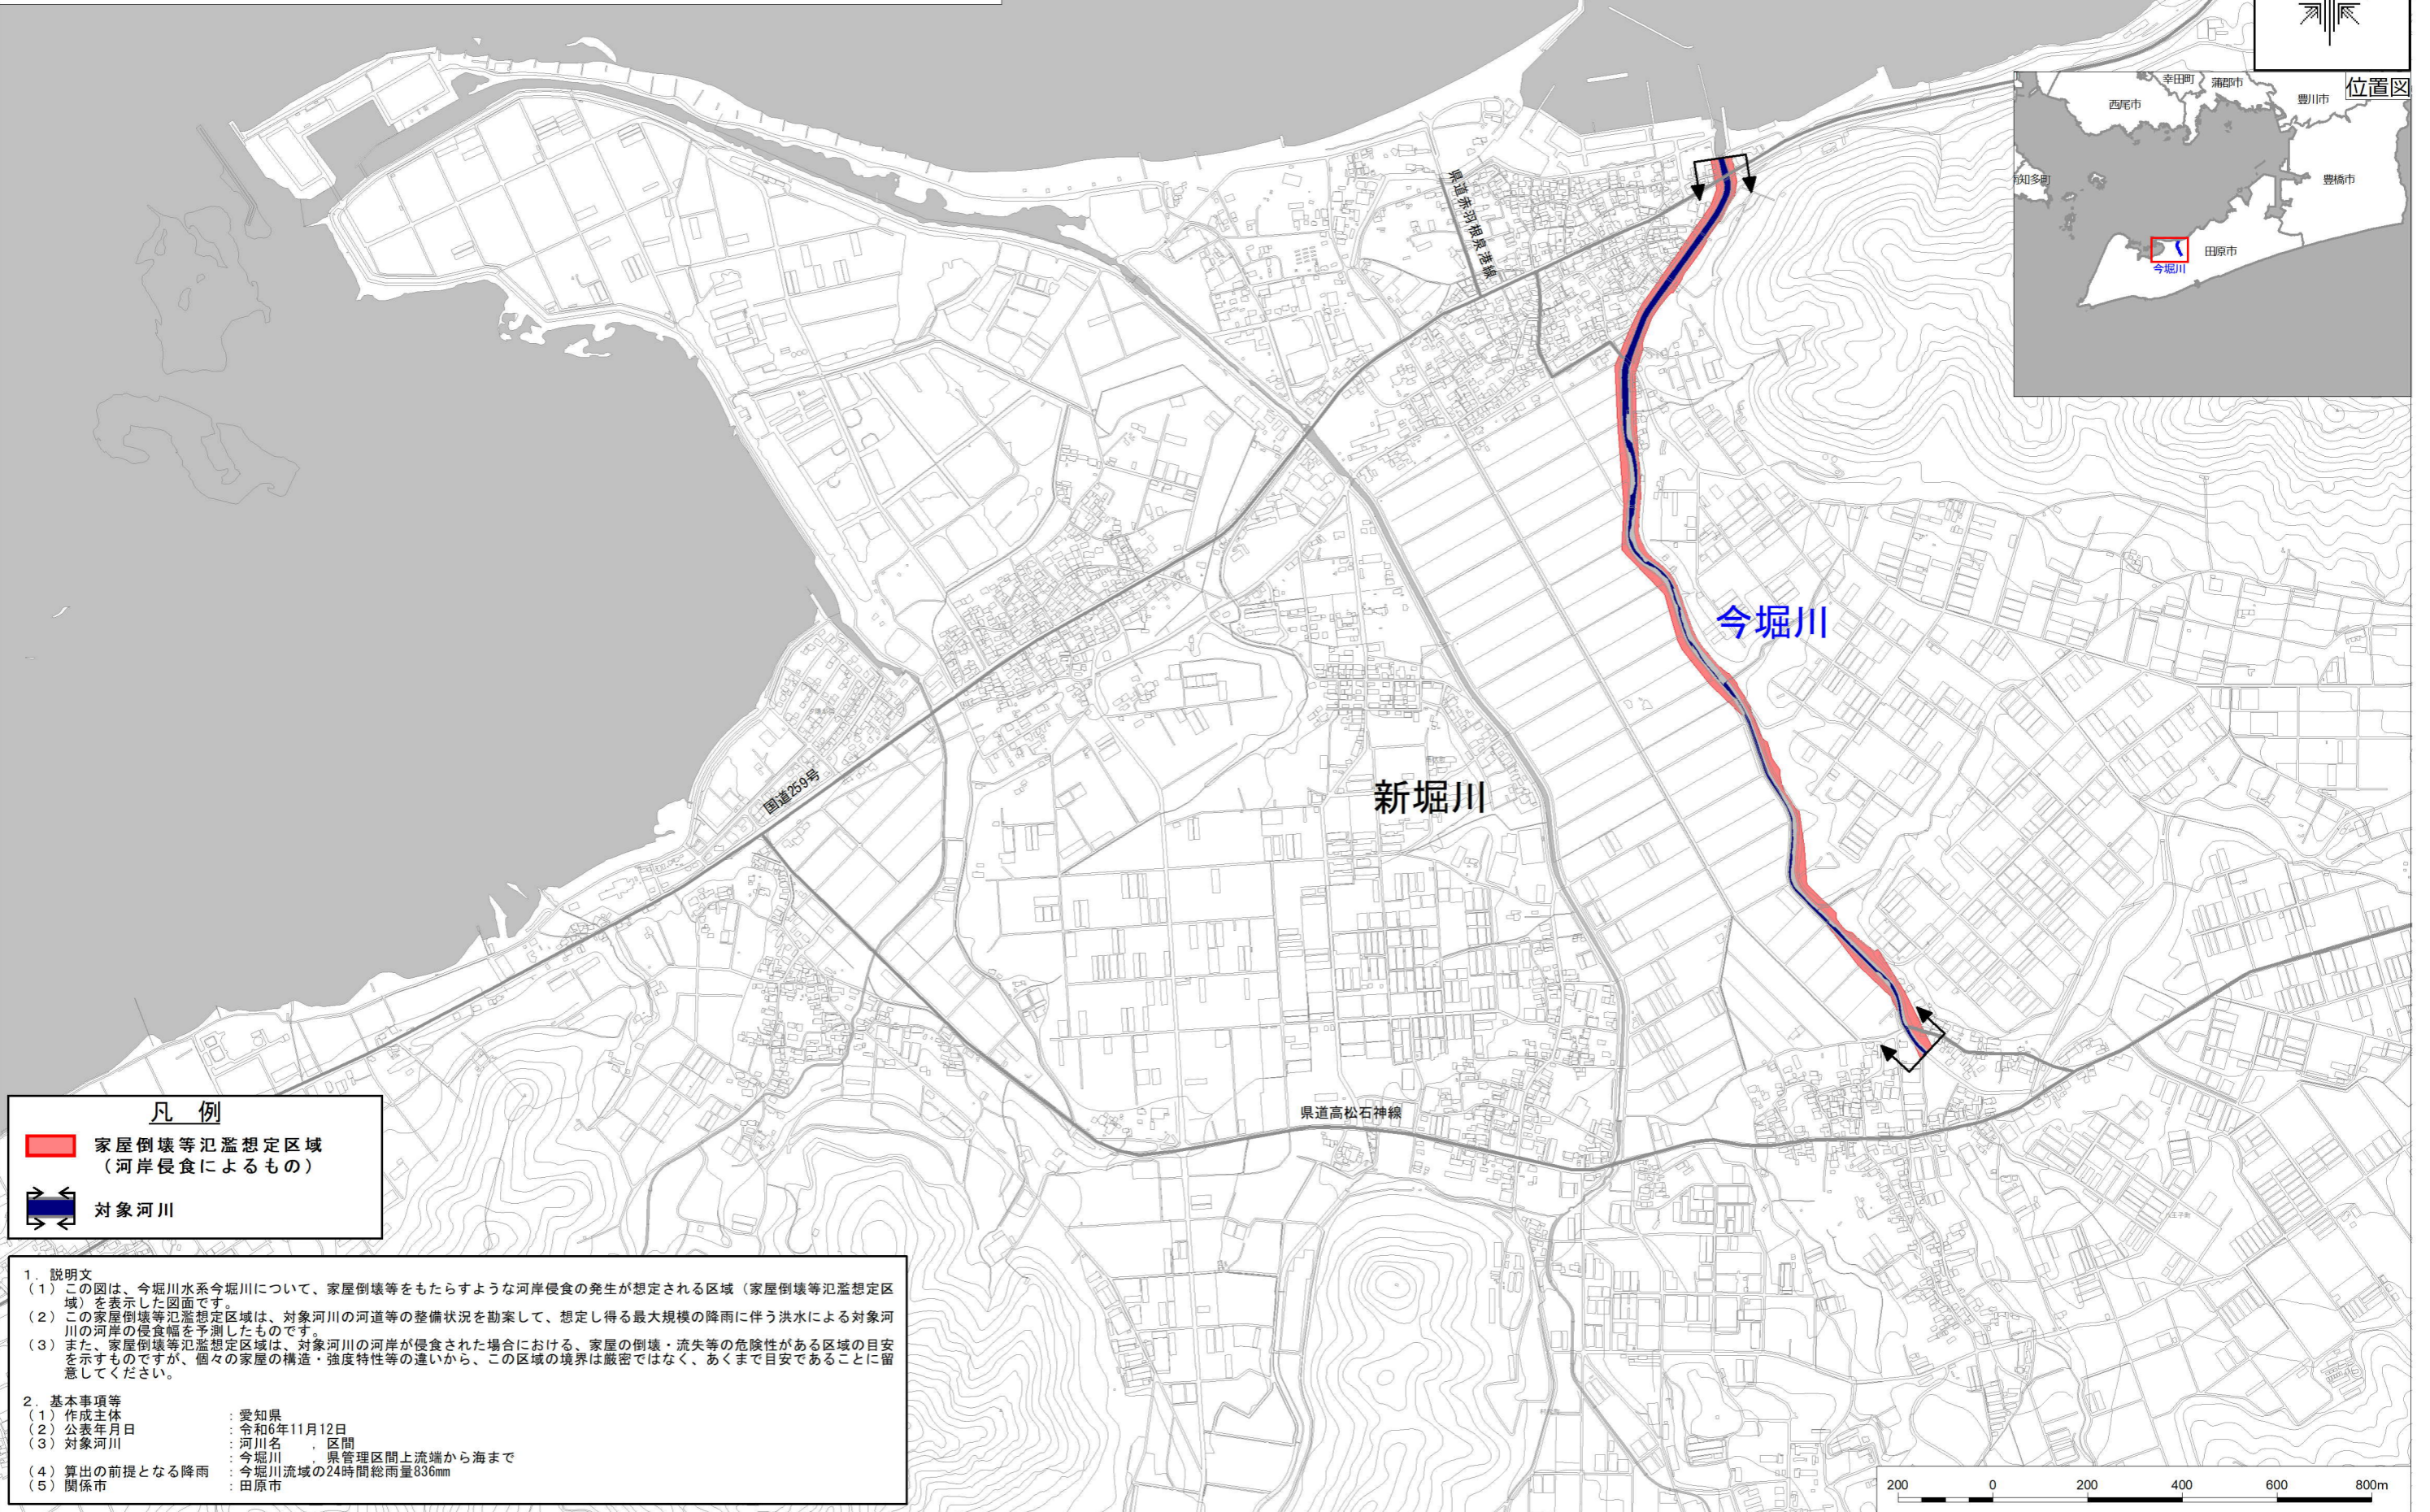 位置図
幸田町
蒲郡市
西尾市
豊川市
豊橋市
田原市
今堀川
県道赤羽根泉港線
今堀川
新堀川
国道259号
県道高松石神線
凡 例
家屋倒壊等氾濫想定区域
(河岸侵食によるもの)
対象河川
1.説明文
(1)この図は、今堀川水系今堀川について、家屋倒壊等をもたらすような河岸侵食の発生が想定される区域(家屋倒壊等氾濫想定区
域)を表示した図面です。
(2)この家屋倒壊等氾濫想定区域は、対象河川の河道等の整備状況を勘案して、想定し得る最大規模の降雨に伴う洪水による対象河
川の河岸の侵食幅を予測したものです。
(3)また、家屋倒壊等氾濫想定区域は、対象河川の河岸が侵食された場合における、家屋の倒壊・流失等の危険性がある区域の目安
を示すものですが、個々の家屋の構造・強度特性等の違いから、この区域の境界は厳密ではなく、あくまで目安であることに留
意してください。
2.基本事項等
(1)作成主体 :愛知県
(2)公表年月日 :令和6年11月12日
(3)対象河川 :河川名 ,区間
:今堀川 ,県管理区間上流端から海まで
(4)算出の前提となる降雨 :今堀川流域の24時間総雨量836mm
(5)関係市 :田原市
200 0 200 400 600 800m